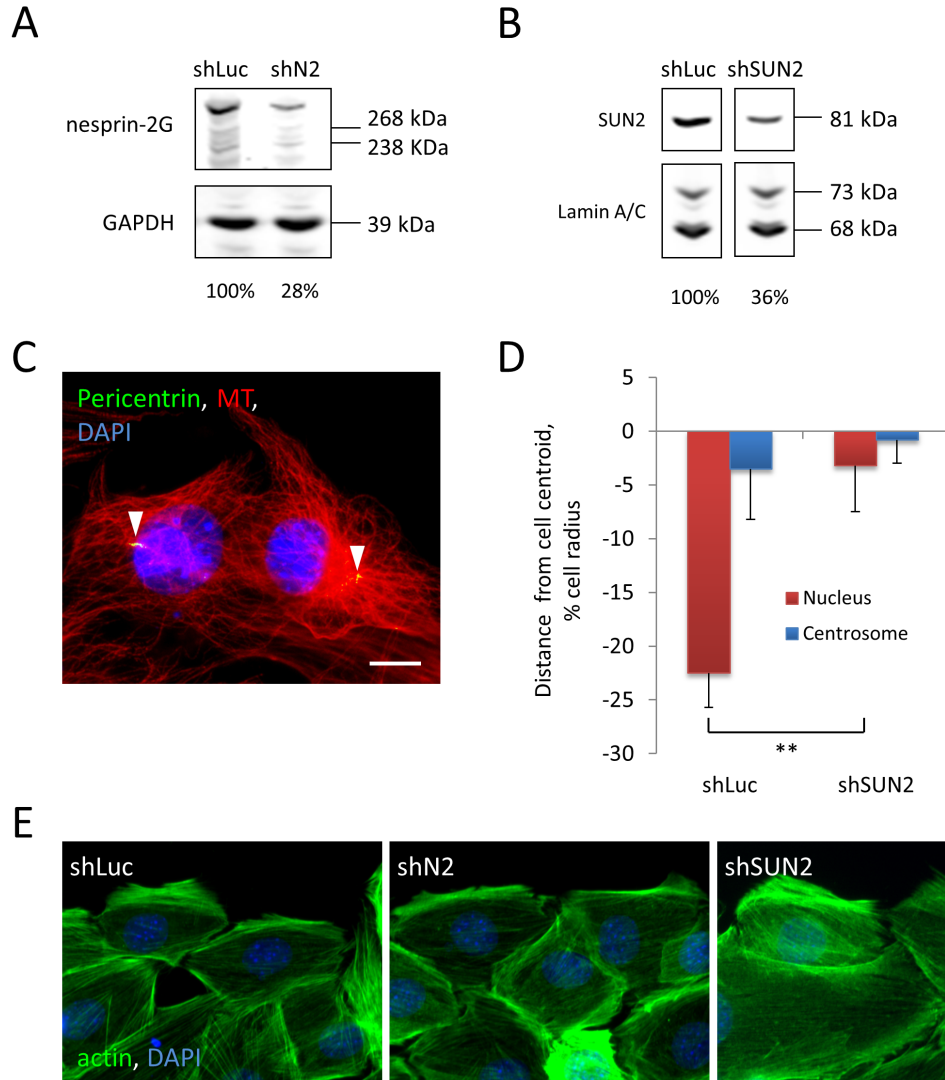 A
shLuc shN2
nesprin-2G
268 kDa
238 KDa
GAPDH
39 kDa
100% 28%
B
shLuc shSUN2
SUN2
81 kDa
73 kDa
Lamin A/C
68 kDa
100% 36%
C
Pericentrin, MT,
DAPI
D
Distance from cell centroid,
% cell radius
5
0
-5
-10
-15
-20
-25
-30
Nucleus
Centrosome
**
shLuc shSUN2
E
shLuc
shN2
shSUN2
actin, DAPI